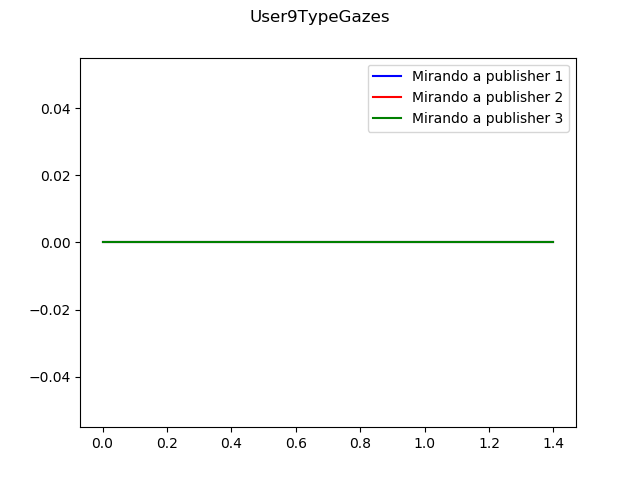 User9TypeGazes
Mirando a publisher 1
Mirando a publisher 2
Mirando a publisher 3
0.04
0.02
0.00
−0.02
−0.04
0.0 0.2 0.4 0.6 0.8 1.0 1.2 1.4